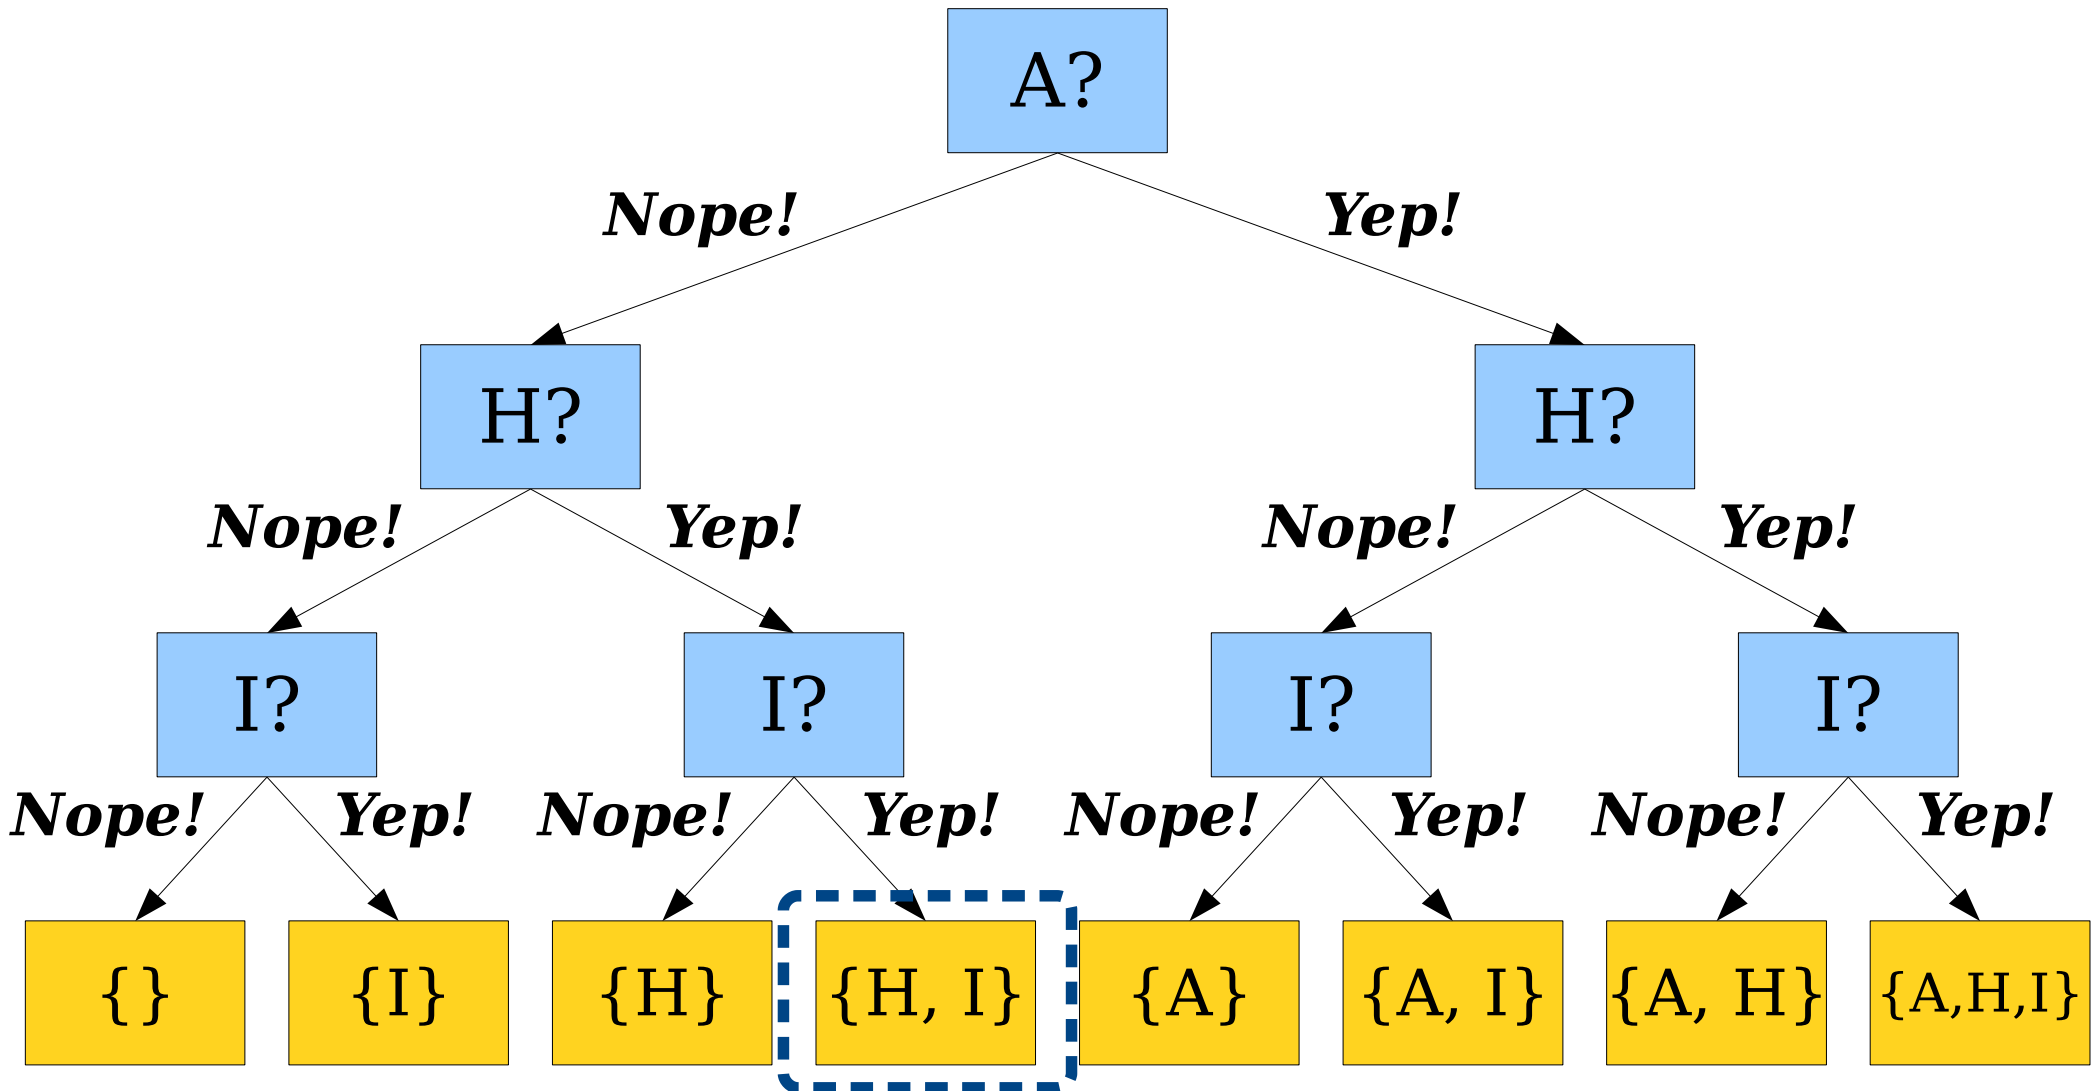 A?
Nope! Yep!
H? H?
Nope! Yep! Nope! Yep!
I? I? I? I?
Nope! Yep! Nope! Yep! Nope! Yep! Nope! Yep!
{} {I} {H} {H, I} {A} {A, I} {A, H} {A,H,I}